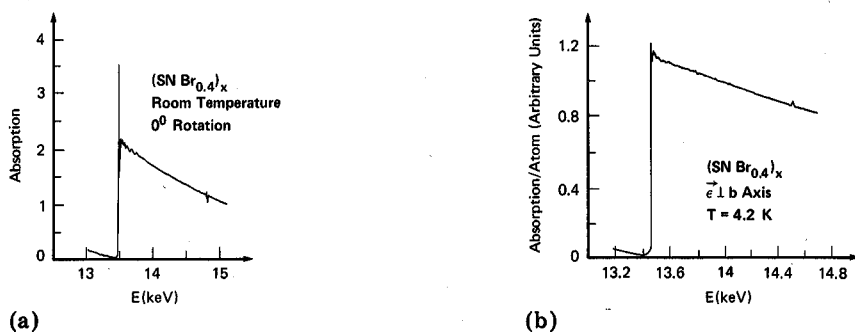 4
3
2
1
0
Absorption
(SN Br0.4)x
Room Temperature
0⁰ Rotation
13
14
15
E(keV)
(a)
1.2
0.8
0.4
0
Absorption/Atom (Arbitrary Units)
(SN Br0.4)x
ε⃗ ⊥ b Axis
T = 4.2 K
13.2
13.6
14
14.4
14.8
E(keV)
(b)